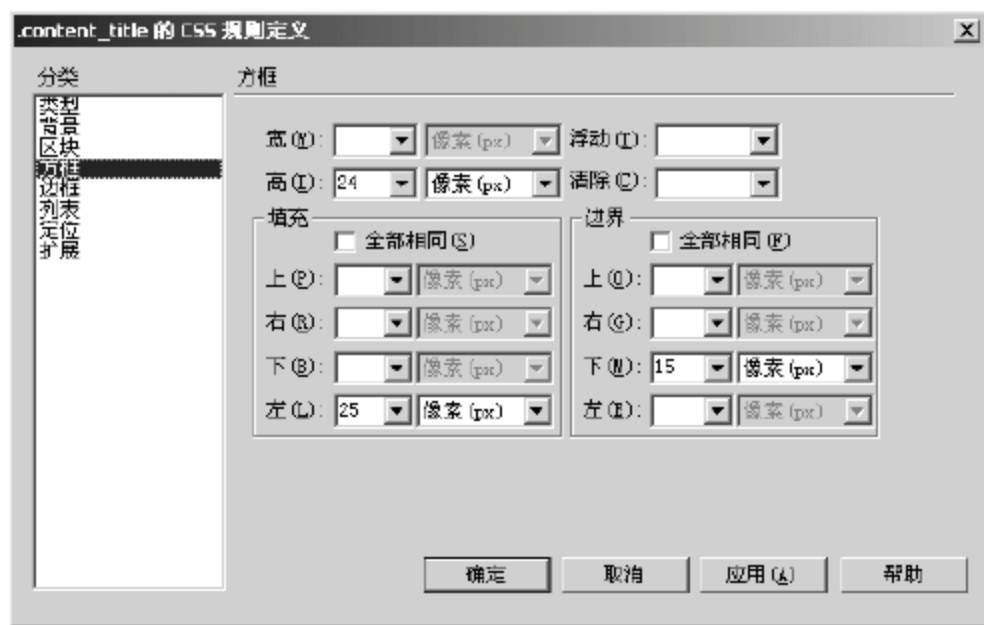 .content_title 的 CSS 规则定义
分类
类型
背景
区块
方框
边框
列表
定位
扩展
方框
宽(W): 像素(px) 浮动(T):
高(I): 24 像素(px) 清除(C):
填充
全部相同(S)
上(P): 像素(px)
右(R): 像素(px)
下(B): 像素(px)
左(L): 25 像素(px)
边界
全部相同(F)
上(O): 像素(px)
右(G): 像素(px)
下(M): 15 像素(px)
左(E): 像素(px)
确定 取消 应用(A) 帮助